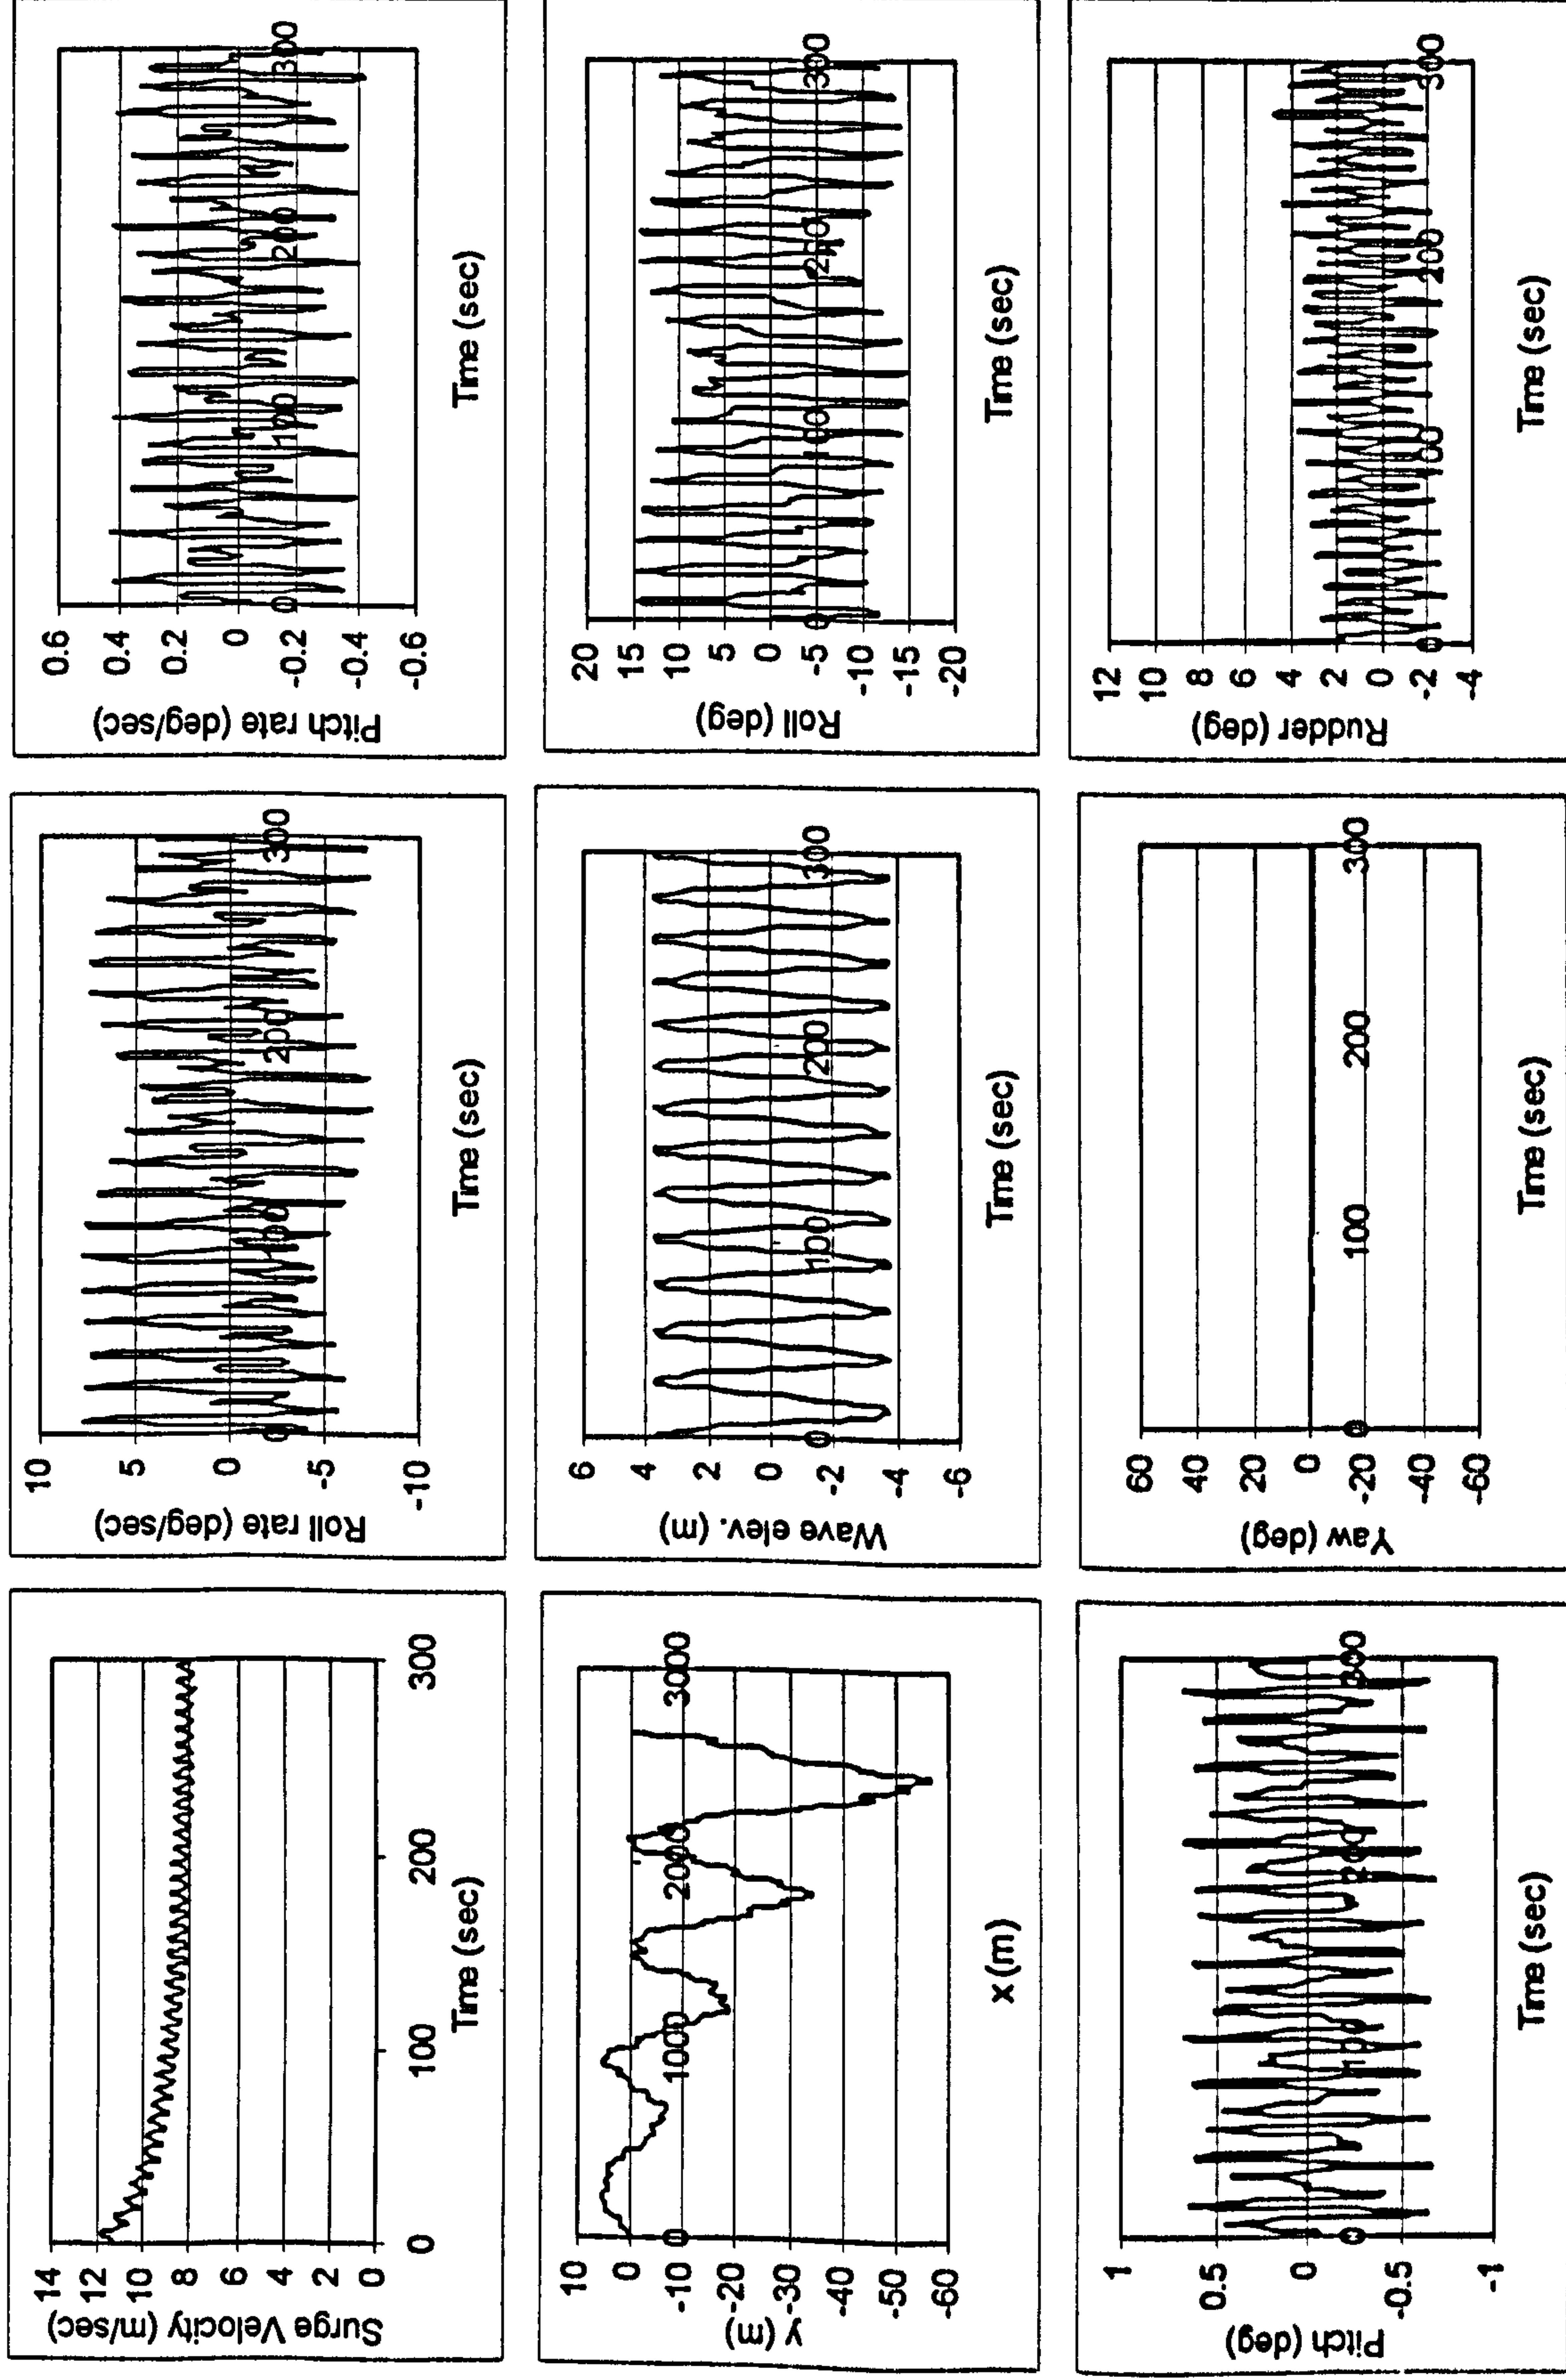 Surge Velocity (m/sec)
14
12
10
8
6
4
2
0
0 100 200 300
Time (sec)
Roll rate (deg/sec)
10
5
0
-5
-10
0 100 200 300
Time (sec)
Pitch rate (deg/sec)
0.6
0.4
0.2
0
-0.2
-0.4
-0.6
0 100 200 300
Time (sec)
Y (m)
10
0
-10
-20
-30
-40
-50
-60
0 1000 2000 3000
x (m)
Wave elev. (m)
6
4
2
0
-2
-4
-6
0 100 200 300
Time (sec)
Roll (deg)
20
15
10
5
0
-5
-10
-15
-20
0 100 200 300
Time (sec)
Pitch (deg)
1
0.5
0
-0.5
-1
0 100 200 300
Time (sec)
Yaw (deg)
60
40
20
0
-20
-40
-60
0 100 200 300
Time (sec)
Rudder (deg)
12
10
8
6
4
2
0
-2
-4
0 100 200 300
Time (sec)